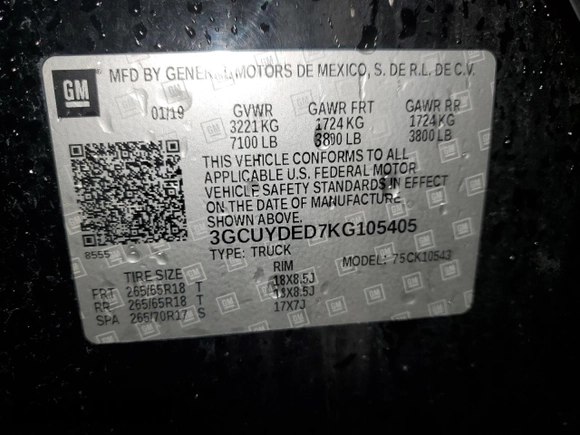 GM
MFD BY GENERAL MOTORS DE MEXICO, S. DE R.L. DE C.V.
01/19 GVWR GAWR FRT GAWR RR
3221 KG 1724 KG 1724 KG
7100 LB 3800 LB 3800 LB
THIS VEHICLE CONFORMS TO ALL
APPLICABLE U.S. FEDERAL MOTOR
VEHICLE SAFETY STANDARDS IN EFFECT
ON THE DATE OF MANUFACTURE
SHOWN ABOVE.
8555 3GCUYDED7KG105405
TYPE: TRUCK MODEL: 75CK10543
TIRE SIZE RIM
FRT 265/65R18 T 18X8.5J
RR 265/65R18 T 18X8.5J
SPA 265/70R17 S 17X7J